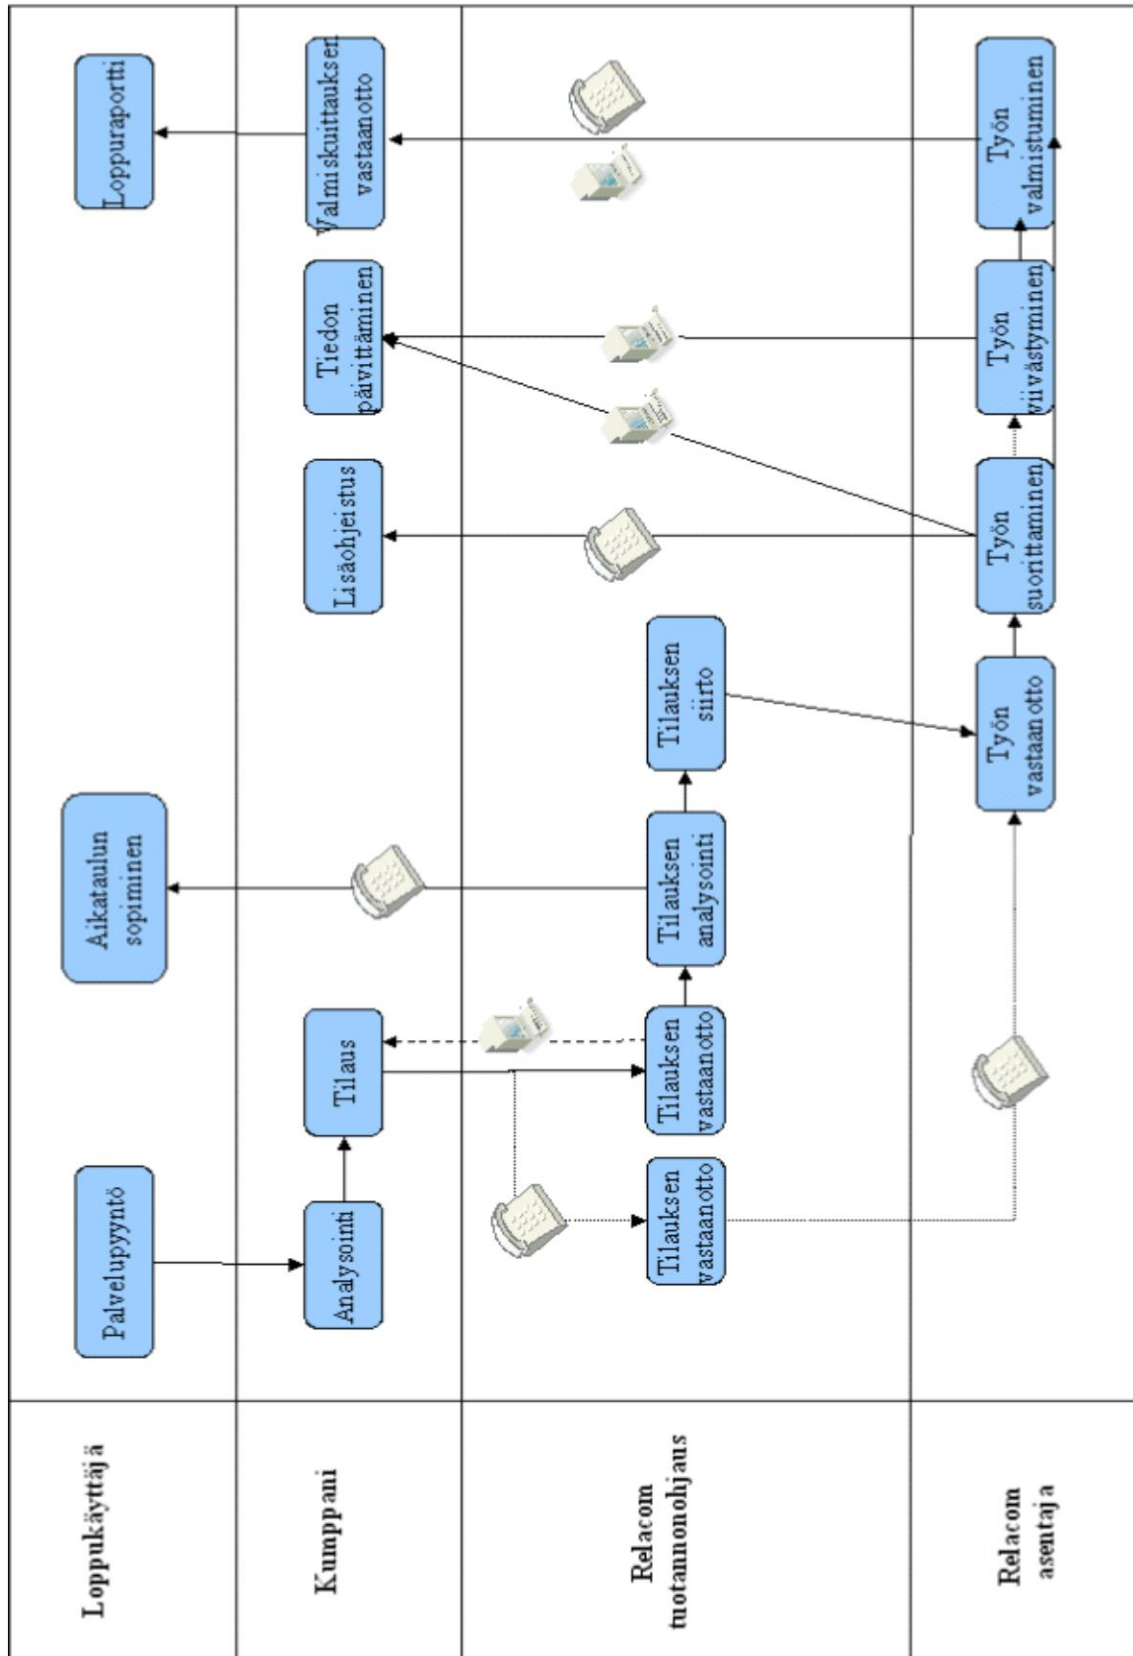 Loppukäyttäjä
Palvelupyyntö
Aikataulun
sopiminen
Loppuraportti
Kumppani
Analysointi
Tilaus
Lisäohjeistus
Tiedon
päivittäminen
Valmiskuittauksen
vastaanotto
Relacom
tuotannonohjaus
Tilauksen
vastaanotto
Tilauksen
vastaanotto
Tilauksen
analysointi
Tilauksen
siirto
Relacom
asentaja
Työn
vastaanotto
Työn
suorittaminen
Työn
viivästyminen
Työn
valmistuminen